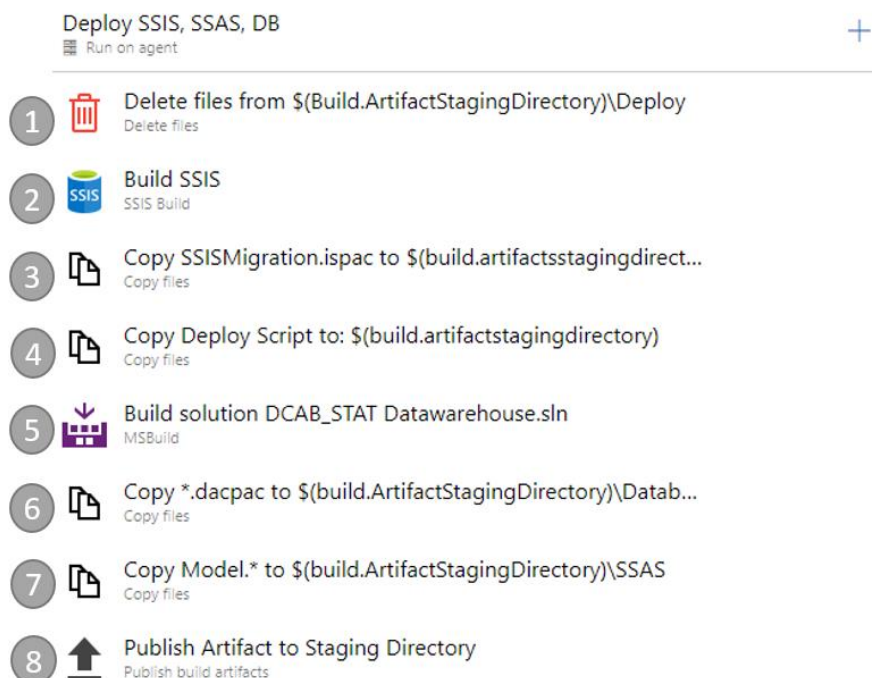 Deploy SSIS, SSAS, DB
Run on agent
1
Delete files from $(Build.ArtifactStagingDirectory)\Deploy
Delete files
2
SSIS
Build SSIS
SSIS Build
3
Copy SSISMigration.ispac to $(build.artifactsstagingdirect...
Copy files
4
Copy Deploy Script to: $(build.artifactstagingdirectory)
Copy files
5
Build solution DCAB_STAT Datawarehouse.sln
MSBuild
6
Copy *.dacpac to $(build.ArtifactStagingDirectory)\Datab...
Copy files
7
Copy Model.* to $(build.ArtifactStagingDirectory)\SSAS
Copy files
8
Publish Artifact to Staging Directory
Publish build artifacts